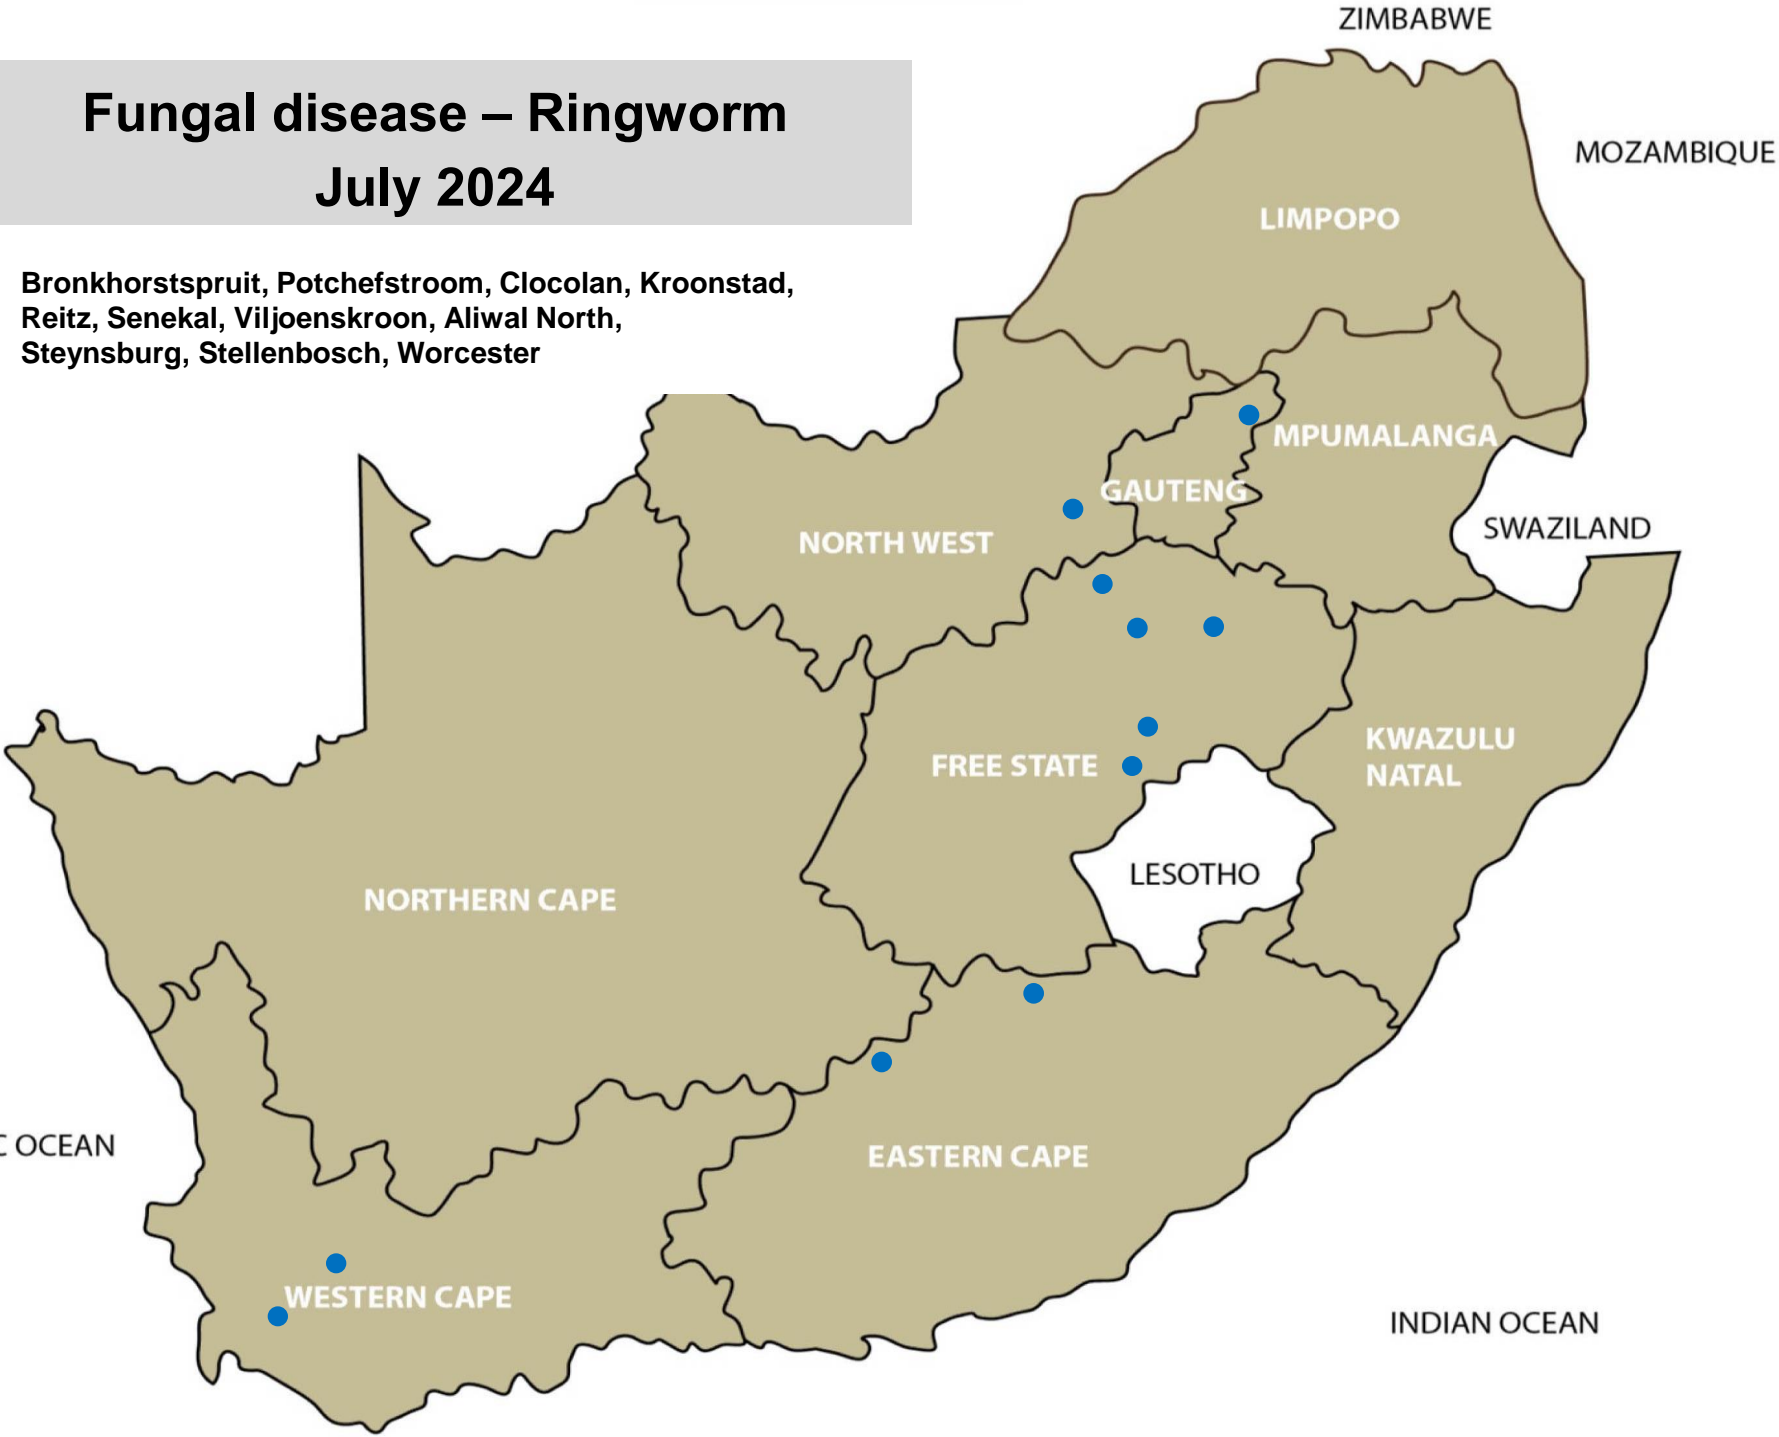 ZIMBABWE
Fungal disease – Ringworm
July 2024
MOZAMBIQUE
LIMPOPO
Bronkhorstspruit, Potchefstroom, Clocolan, Kroonstad,
Reitz, Senekal, Viljoenskroon, Aliwal North,
Steynsburg, Stellenbosch, Worcester
MPUMALANGA
GAUTENG
SWAZILAND
NORTH WEST
KWAZULU
NATAL
FREE STATE
LESOTHO
NORTHERN CAPE
C OCEAN
EASTERN CAPE
WESTERN CAPE
INDIAN OCEAN